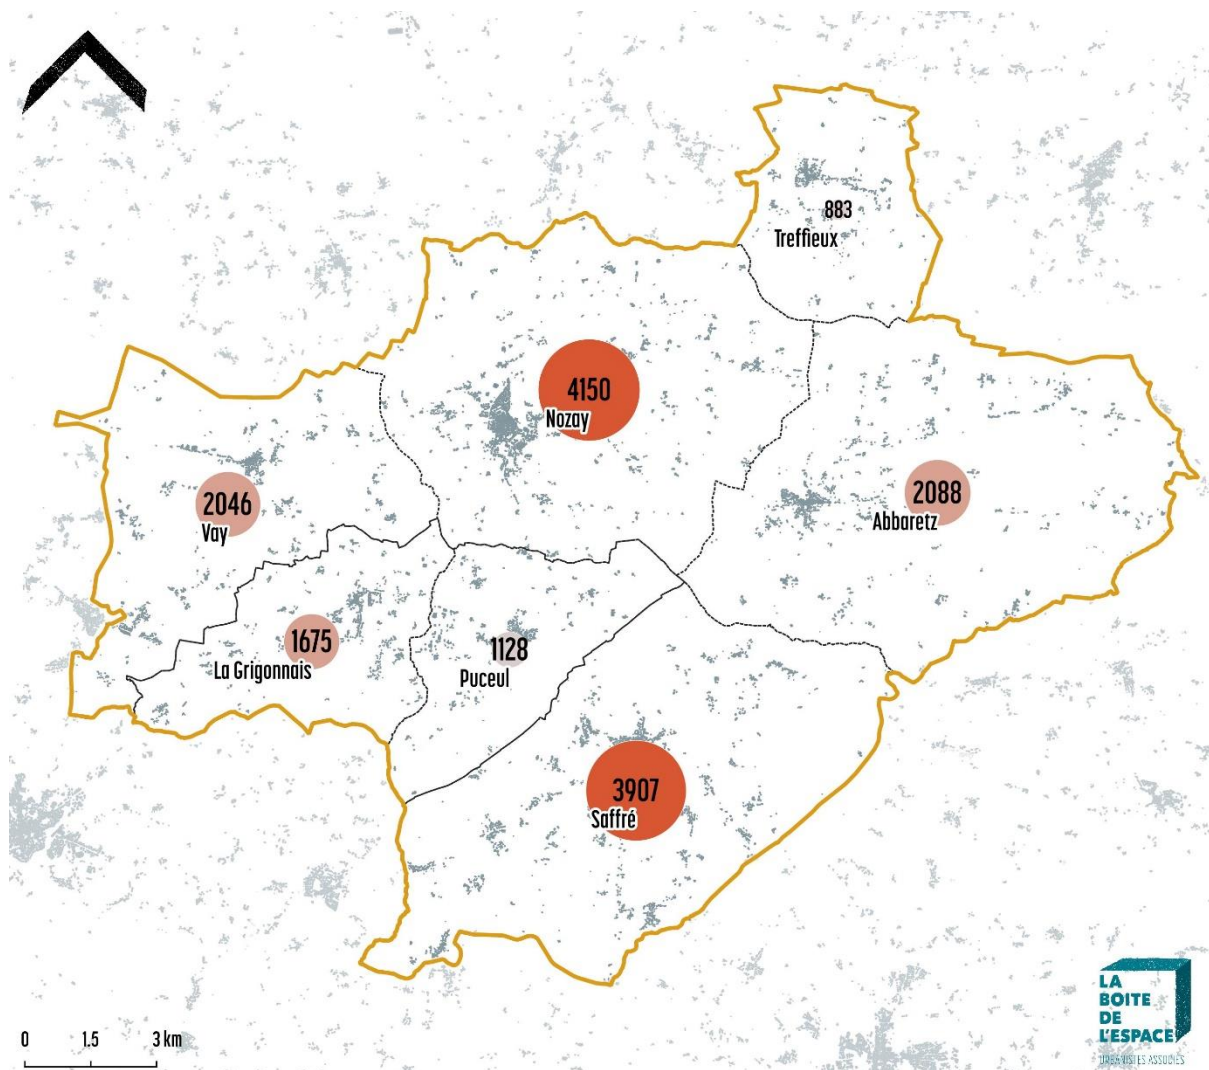 883
Treffieux
4150
Nozay
2046
Vay
2088
Abbaretz
1675
La Grigonnais
1128
Puceul
3907
Saffré
0 1.5 3 km
LA
BOITE
DE
L'ESPACE
URBANISTES ASSOCIÉS